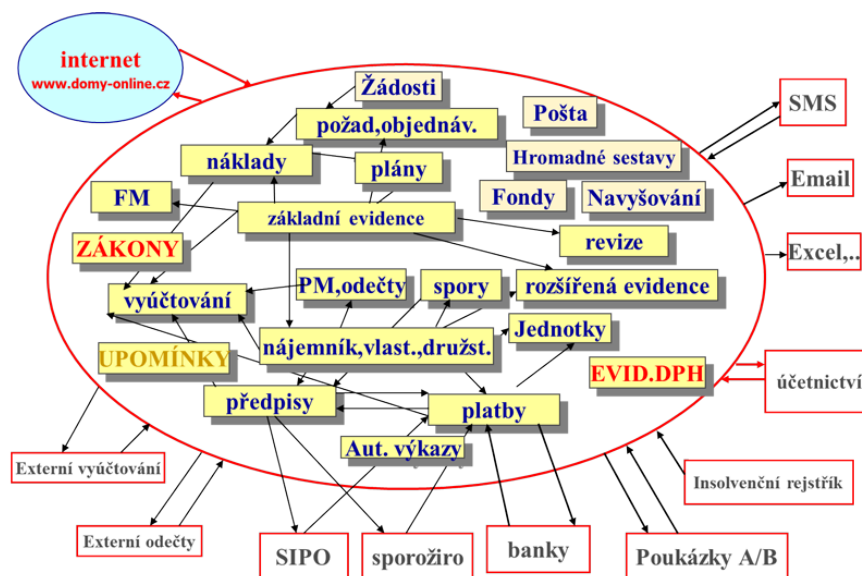 internet
www.domy-online.cz
Žádosti
Pošta
SMS
požad,objednáv.
náklady
plány
Hromadné sestavy
Email
FM
základní evidence
Fondy
Navyšování
ZÁKONY
revize
Excel,..
vyúčtování
PM,odečty
spory
rozšířená evidence
Jednotky
UPOMÍNKY
nájemník,vlast.,družst.
EVID.DPH
účetnictví
předpisy
platby
Aut. výkazy
Externí vyúčtování
Insolvenční rejstřík
Externí odečty
SIPO
sporožiro
banky
Poukázky A/B